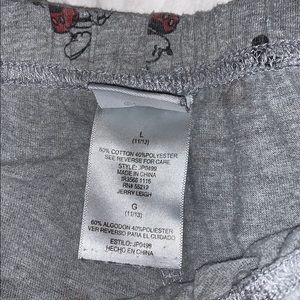 L
(11/13)
60% COTTON 40%POLYESTER
SEE REVERSE FOR CARE
STYLE: JP0499
MADE IN CHINA
RN# 55212
JERRY LEIGH
G
(11/13)
60% ALGODON 40%POLIESTER
VER REVERSO PARA EL CUIDADO
ESTILO: JP0499
HECHO EN CHINA